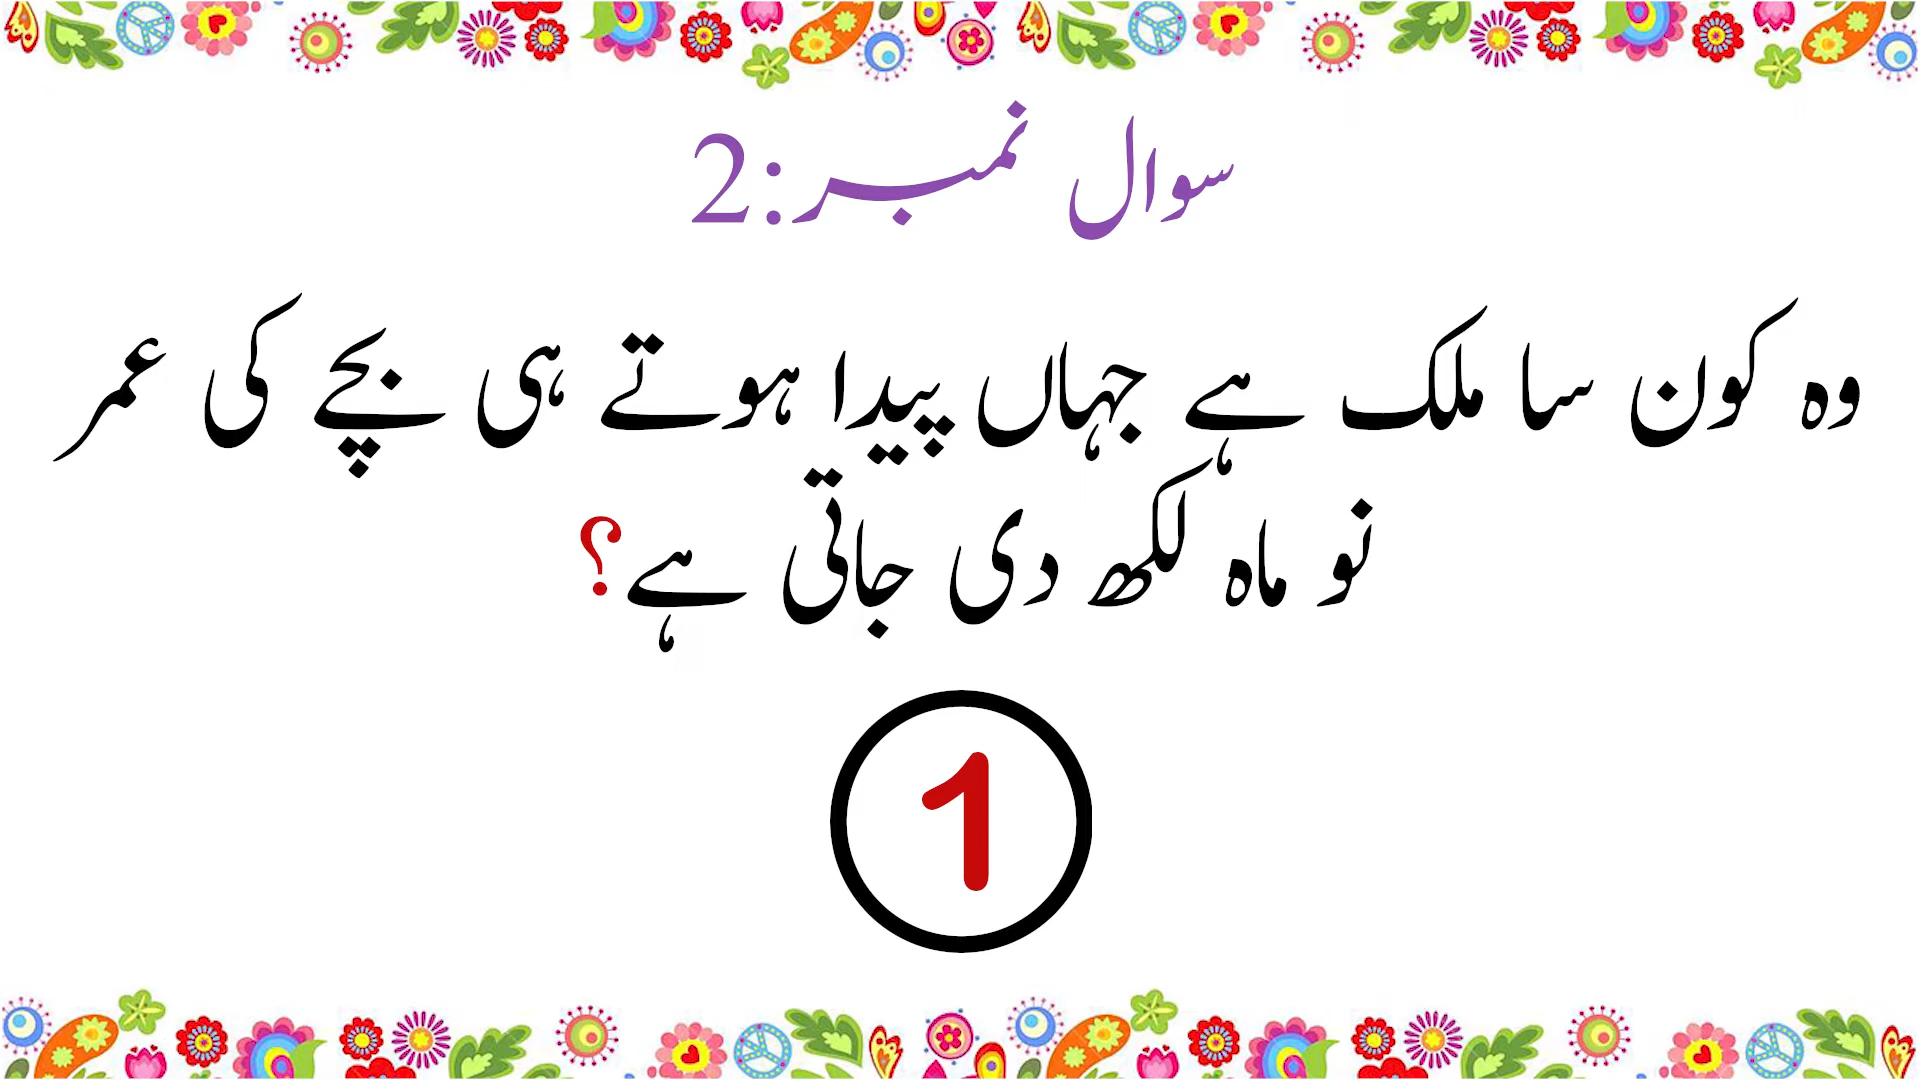 سوال نمبر:2
وہ کون سا ملک ہے جہاں پیدا ہوتے ہی بچے کی عمر
نو ماہ لکھ دی جاتی ہے؟
1